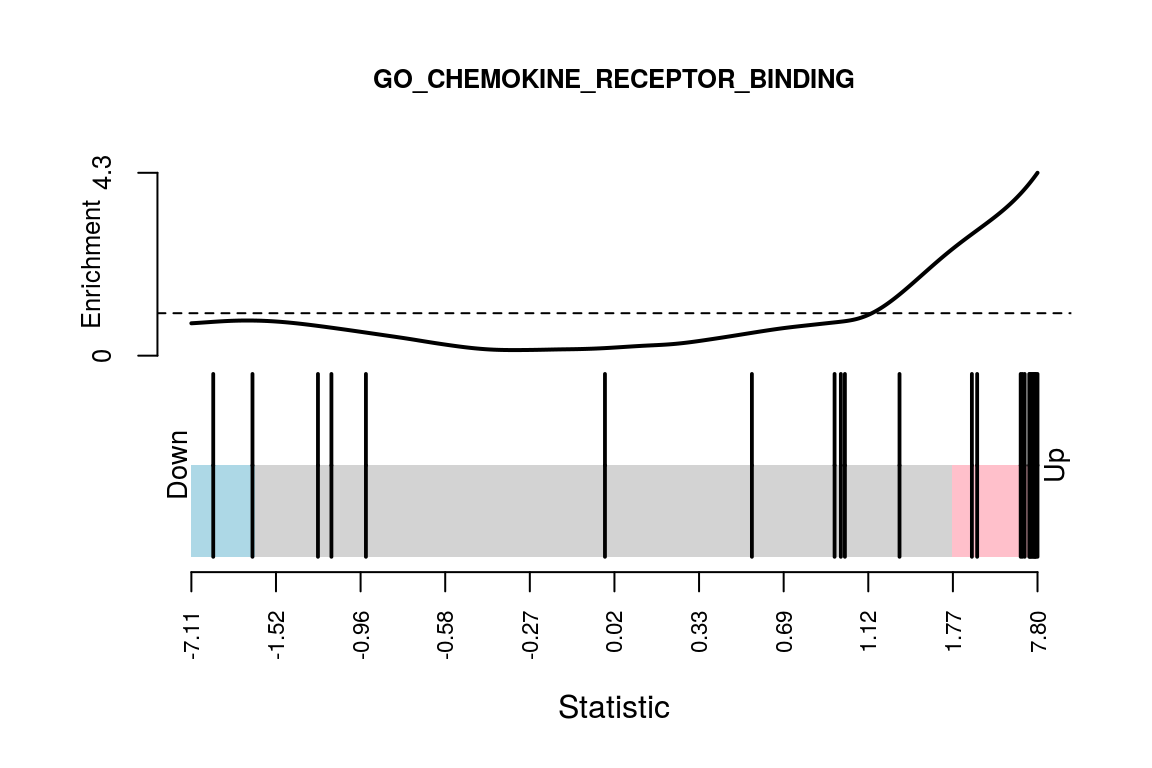 GO_CHEMOKINE_RECEPTOR_BINDING
4.3
Enrichment
0
Down
Up
-7.11
-1.52
-0.96
-0.58
-0.27
0.02
0.33
0.69
1.12
1.77
7.80
Statistic